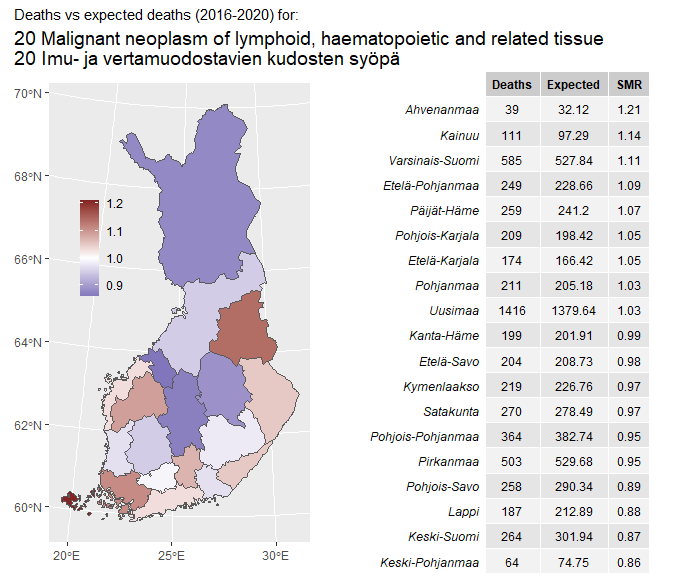 Deaths vs expected deaths (2016-2020) for:
20 Malignant neoplasm of lymphoid, haematopoietic and related tissue
20 Imu- ja vertamuodostavien kudosten syöpä
70°N
68°N
66°N
64°N
62°N
60°N
20°E 25°E 30°E
1.2
1.1
1.0
0.9
Deaths Expected SMR
Ahvenanmaa 39 32.12 1.21
Kainuu 111 97.29 1.14
Varsinais-Suomi 585 527.84 1.11
Etelä-Pohjanmaa 249 228.66 1.09
Päijät-Häme 259 241.2 1.07
Pohjois-Karjala 209 198.42 1.05
Etelä-Karjala 174 166.42 1.05
Pohjanmaa 211 205.18 1.03
Uusimaa 1416 1379.64 1.03
Kanta-Häme 199 201.91 0.99
Etelä-Savo 204 208.73 0.98
Kymenlaakso 219 226.76 0.97
Satakunta 270 278.49 0.97
Pohjois-Pohjanmaa 364 382.74 0.95
Pirkanmaa 503 529.68 0.95
Pohjois-Savo 258 290.34 0.89
Lappi 187 212.89 0.88
Keski-Suomi 264 301.94 0.87
Keski-Pohjanmaa 64 74.75 0.86